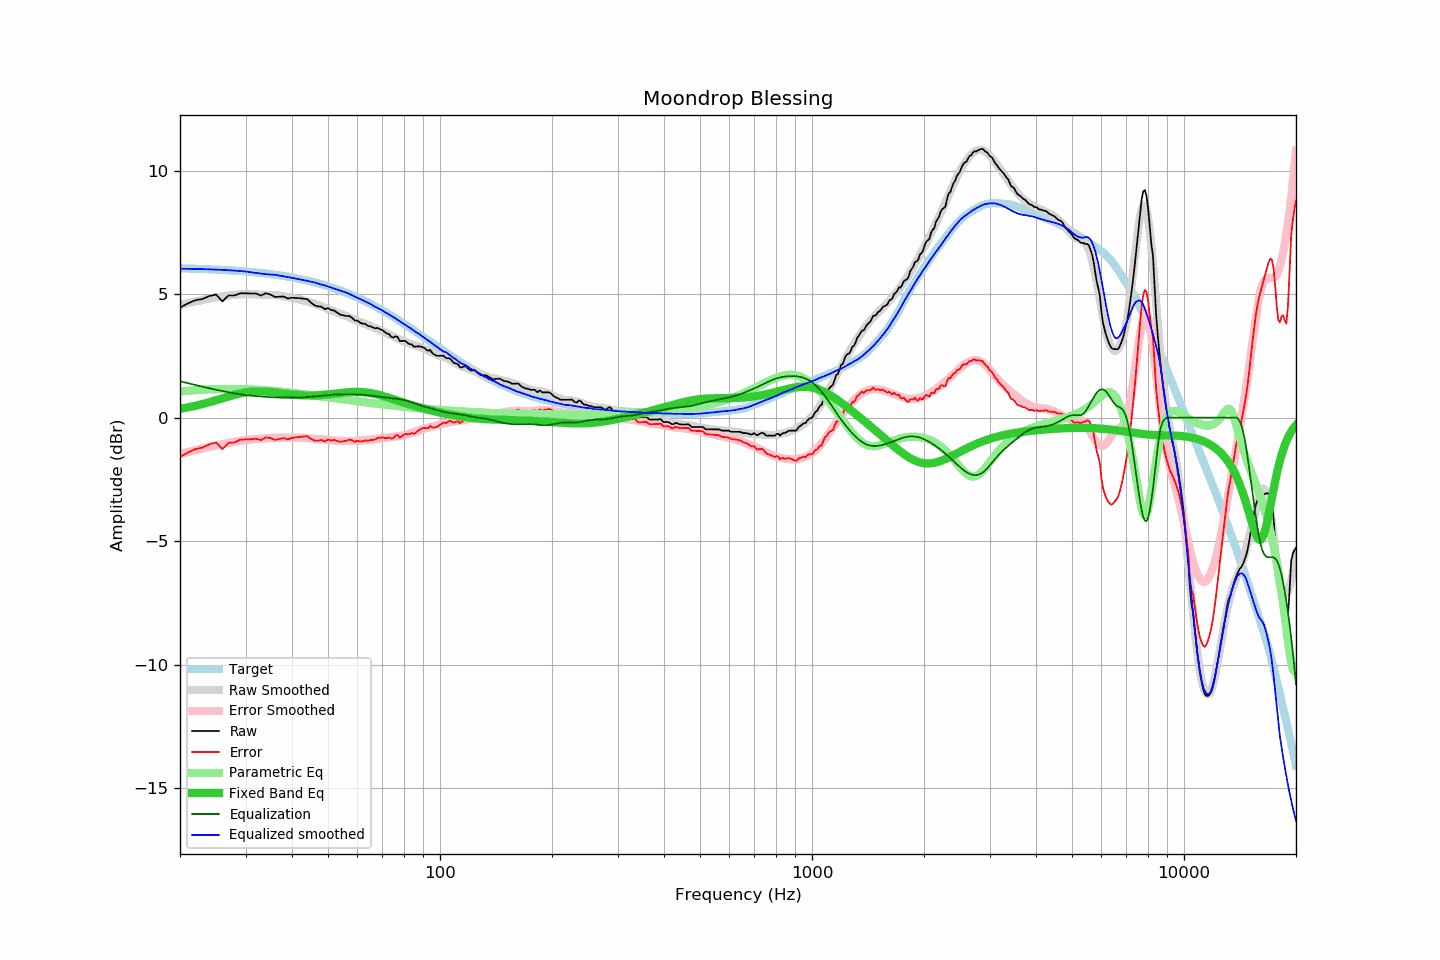 Moondrop Blessing
Amplitude (dBr)
10
5
0
−5
−10
−15
Target
Raw Smoothed
Error Smoothed
Raw
Error
Parametric Eq
Fixed Band Eq
Equalization
Equalized smoothed
100 1000 10000
Frequency (Hz)